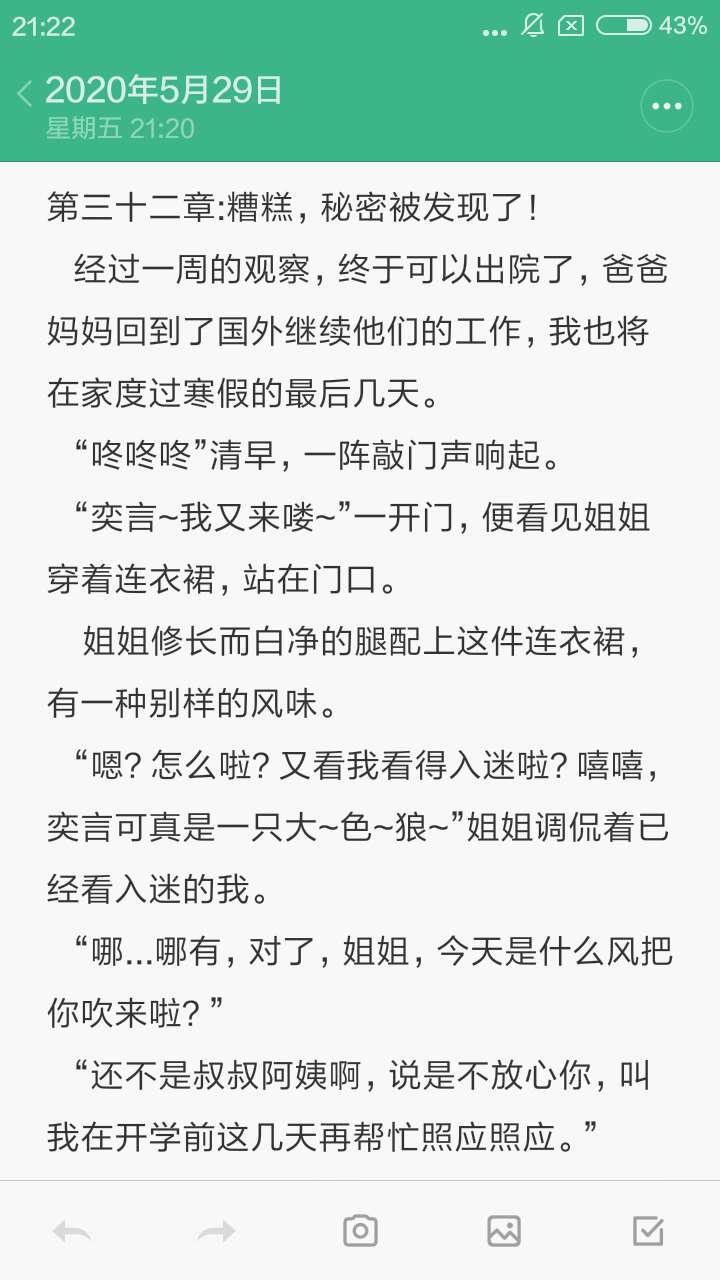 21:22
43%
2020年5月29日
星期五 21:20
第三十二章:糟糕，秘密被发现了！
经过一周的观察，终于可以出院了，爸爸
妈妈回到了国外继续他们的工作，我也将
在家度过寒假的最后几天。
“咚咚咚”清早，一阵敲门声响起。
“奕言~我又来喽~”一开门，便看见姐姐
穿着连衣裙，站在门口。
姐姐修长而白净的腿配上这件连衣裙，
有一种别样的风味。
“嗯？怎么啦？又看我看得入迷啦？嘻嘻，
奕言可真是一只大~色~狼~”姐姐调侃着已
经看入迷的我。
“哪...哪有，对了，姐姐，今天是什么风把
你吹来啦？”
“还不是叔叔阿姨啊，说是不放心你，叫
我在开学前这几天再帮忙照应照应。”